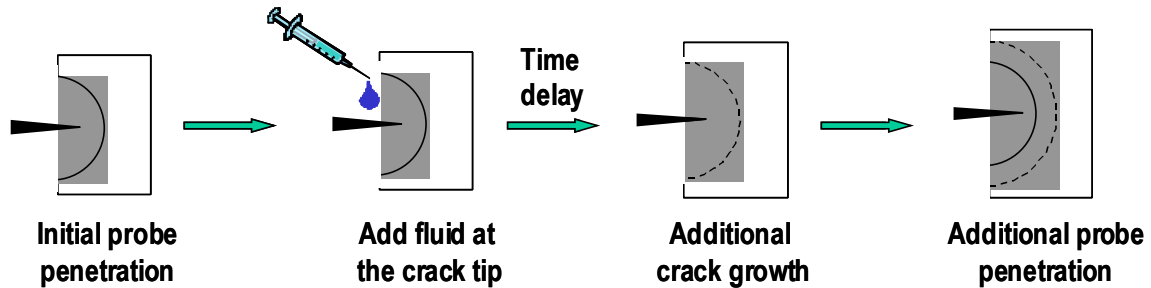 Time
delay
Initial probe
penetration
Add fluid at
the crack tip
Additional
crack growth
Additional probe
penetration